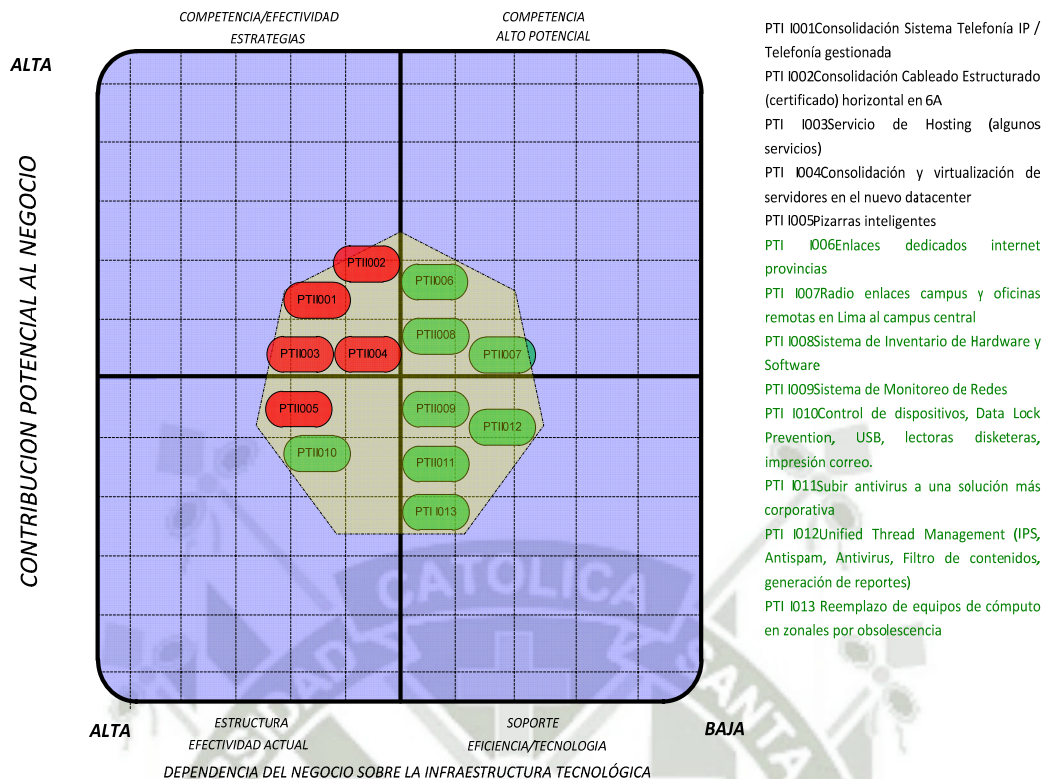 COMPETENCIA/EFECTIVIDAD
ESTRATEGIAS
COMPETENCIA
ALTO POTENCIAL
ALTA
CONTRIBUCION POTENCIAL AL NEGOCIO
PTII002
PTII006
PTII001
PTII008
PTII003
PTII004
PTII007
PTII005
PTII009
PTII012
PTII010
PTII011
PTI I013
CATOLICA
SIDAD
SANTA
ALTA
ESTRUCTURA
EFECTIVIDAD ACTUAL
SOPORTE
EFICIENCIA/TECNOLOGIA
BAJA
DEPENDENCIA DEL NEGOCIO SOBRE LA INFRAESTRUCTURA TECNOLÓGICA
PTI I001Consolidación Sistema Telefonía IP /
Telefonía gestionada
PTI I002Consolidación Cableado Estructurado
(certificado) horizontal en 6A
PTI I003Servicio de Hosting (algunos
servicios)
PTI I004Consolidación y virtualización de
servidores en el nuevo datacenter
PTI I005Pizarras inteligentes
PTI I006Enlaces dedicados internet
provincias
PTI I007Radio enlaces campus y oficinas
remotas en Lima al campus central
PTI I008Sistema de Inventario de Hardware y
Software
PTI I009Sistema de Monitoreo de Redes
PTI I010Control de dispositivos, Data Lock
Prevention, USB, lectoras disketeras,
impresión correo.
PTI I011Subir antivirus a una solución más
corporativa
PTI I012Unified Thread Management (IPS,
Antispam, Antivirus, Filtro de contenidos,
generación de reportes)
PTI I013 Reemplazo de equipos de cómputo
en zonales por obsolescencia